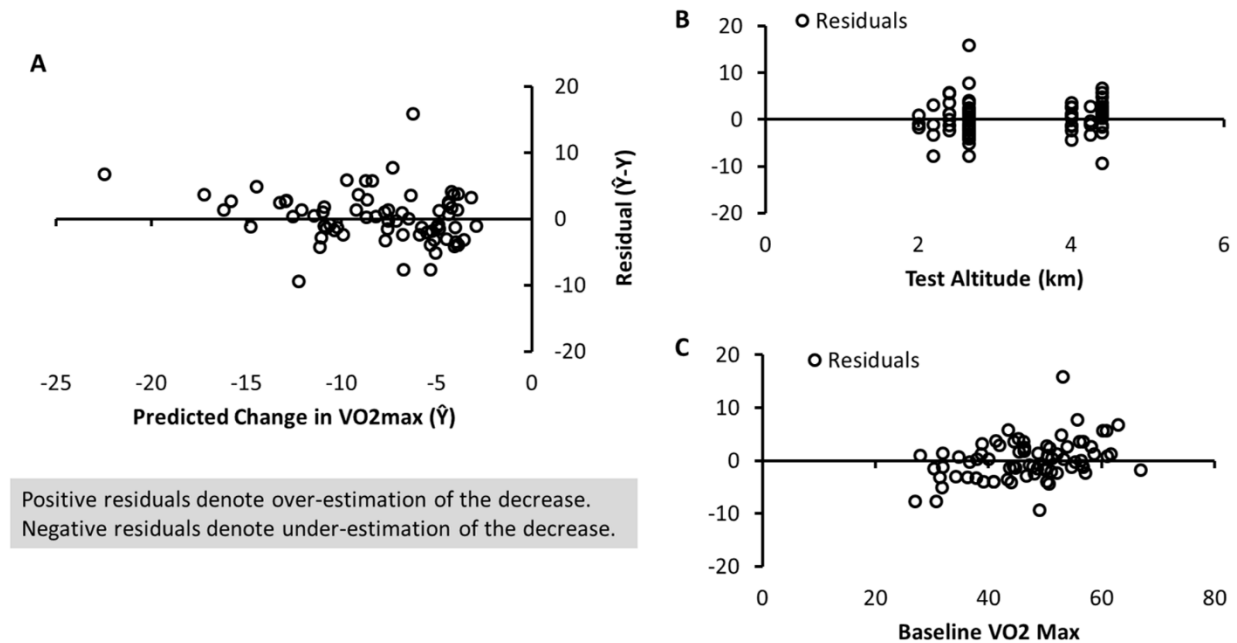 A
20
10
0
-10
-20
Residual (Ŷ-Y)
-25
-20
-15
-10
-5
0
Predicted Change in VO2max (Ŷ)
Positive residuals denote over-estimation of the decrease.
Negative residuals denote under-estimation of the decrease.
B
Residuals
20
10
0
-10
-20
0
2
4
6
Test Altitude (km)
C
Residuals
20
10
0
-10
-20
0
20
40
60
80
Baseline VO2 Max